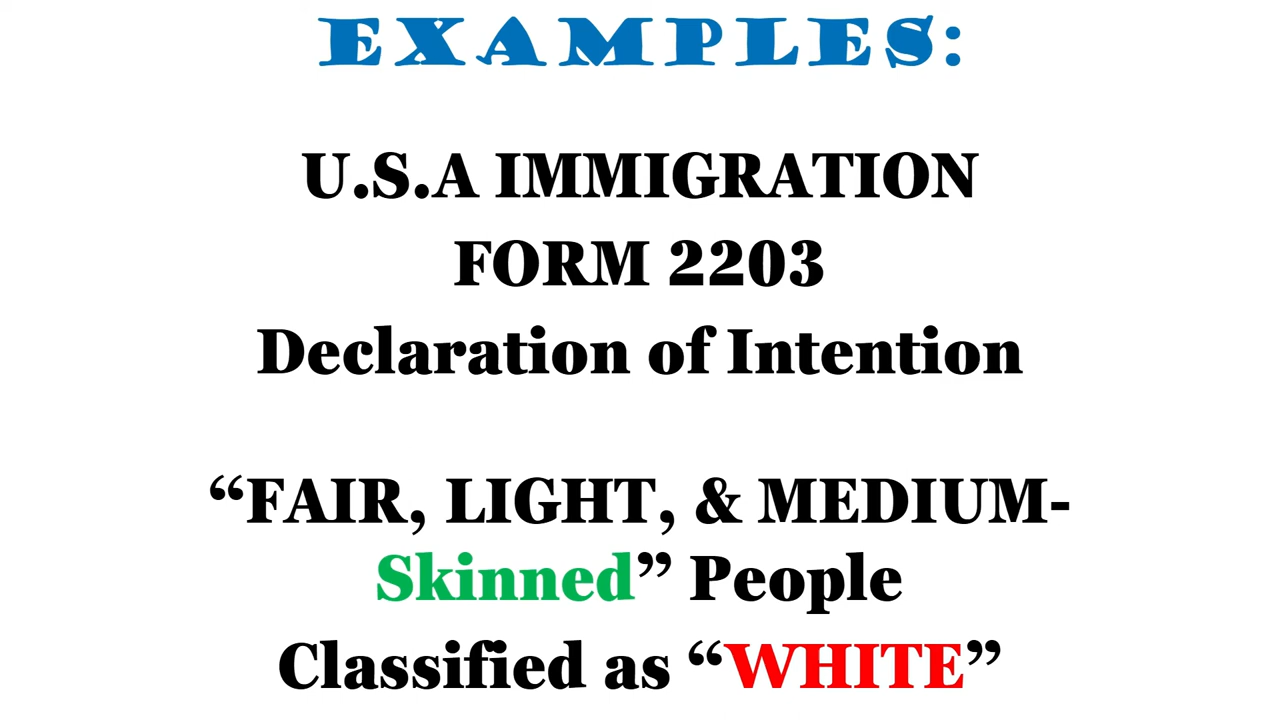 EXAMPLES:
U.S.A IMMIGRATION
FORM 2203
Declaration of Intention
“FAIR, LIGHT, & MEDIUM-
Skinned” People
Classified as “WHITE”